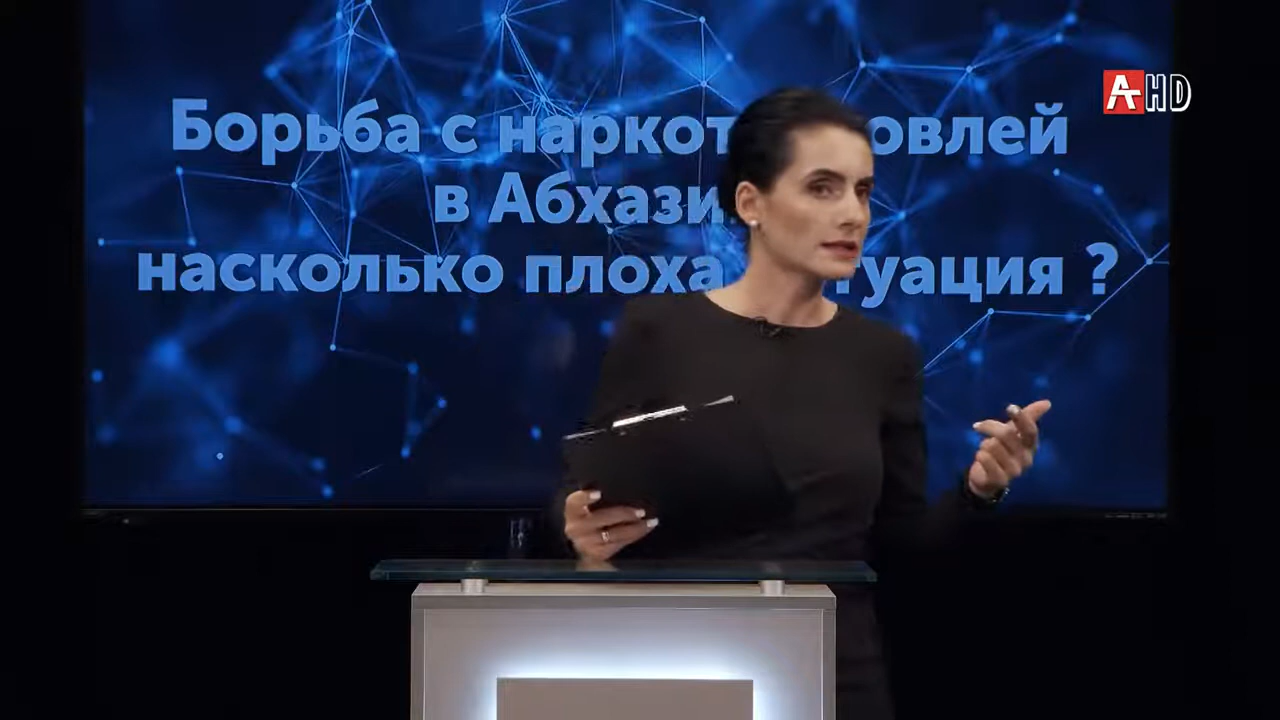 Борьба с наркот овлей
в Абхази
насколько плоха туация ?
AHD